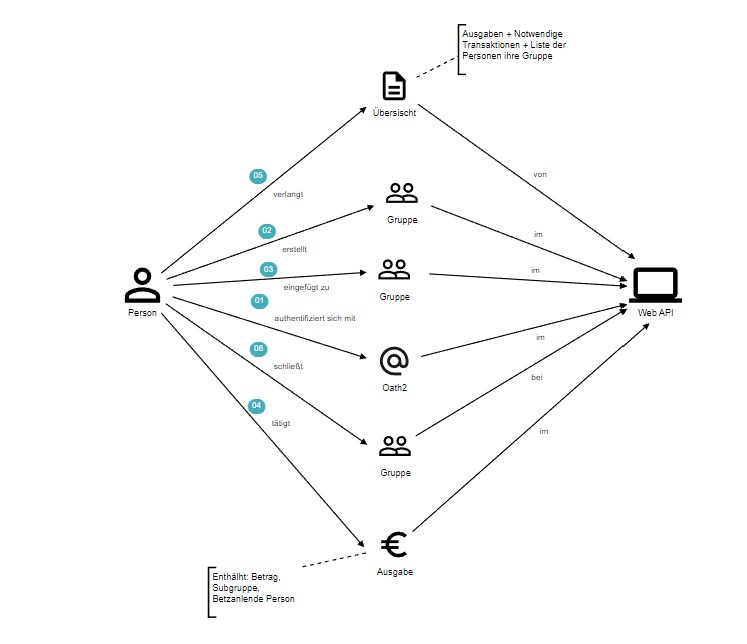 Ausgaben + Notwendige
Transaktionen + Liste der
Personen ihre Gruppe
Übersischt
05
verlangt
von
02
erstellt
Gruppe
im
03
eingefügt zu
Gruppe
im
Person
Web API
01
authentifiziert sich mit
Oath2
im
06
schließt
Gruppe
bei
04
tätigt
Ausgabe
im
Enthälht: Betrag,
Subgruppe,
Betzanlende Person